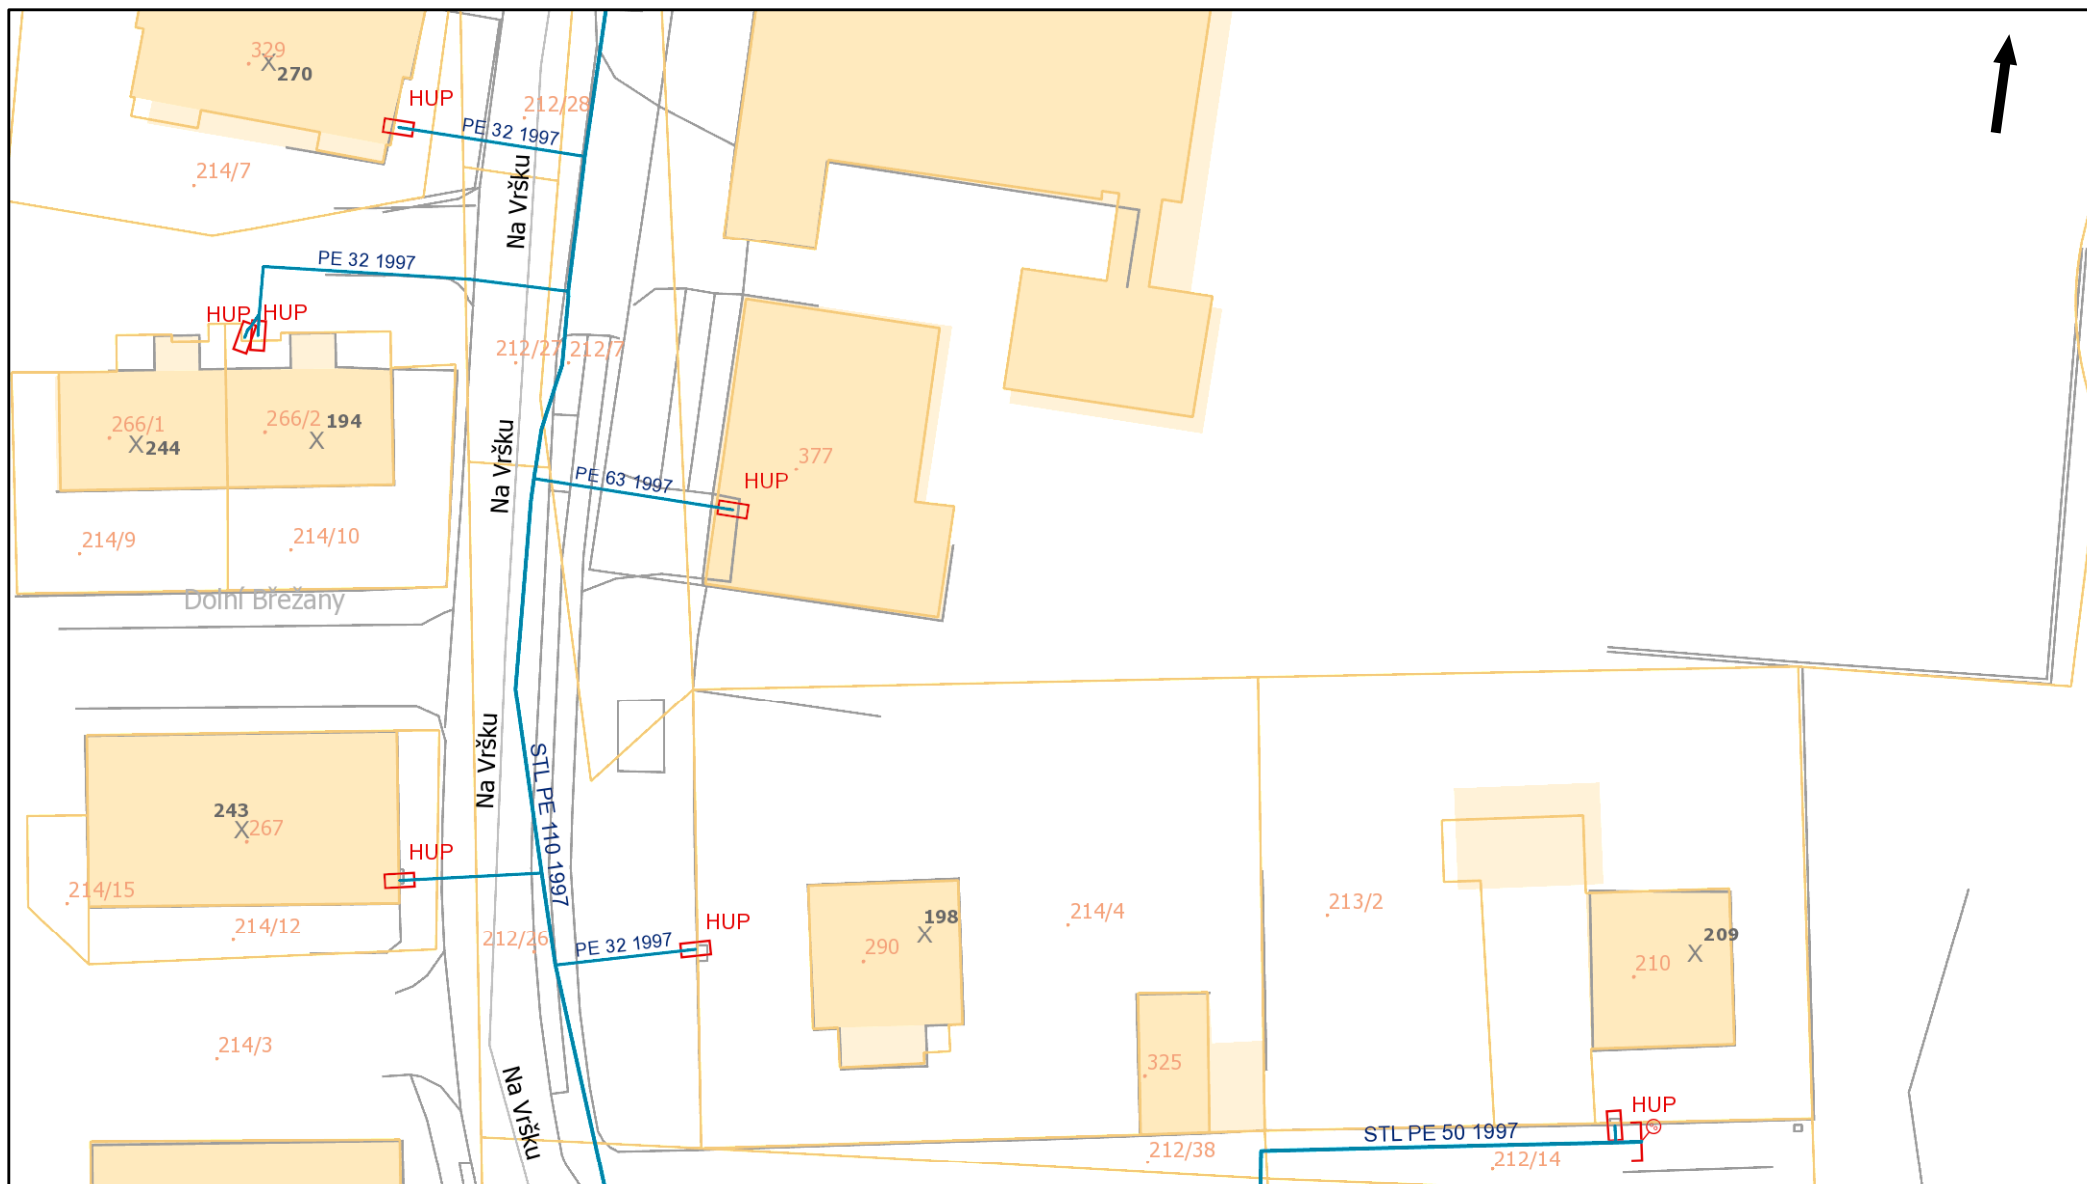 329
270
HUP
212/28
PE 32 1997
214/7
Na Vršku
PE 32 1997
HUP
HUP
212/27
212/7
266/1
244
266/2
194
Na Vršku
377
PE 63 1997
HUP
214/9
214/10
Dolní Břežany
Na Vršku
STL PE 110 1997
243
267
HUP
214/15
214/12
212/26
PE 32 1997
HUP
198
290
214/4
213/2
209
210
214/3
325
Na Vršku
HUP
STL PE 50 1997
212/38
212/14